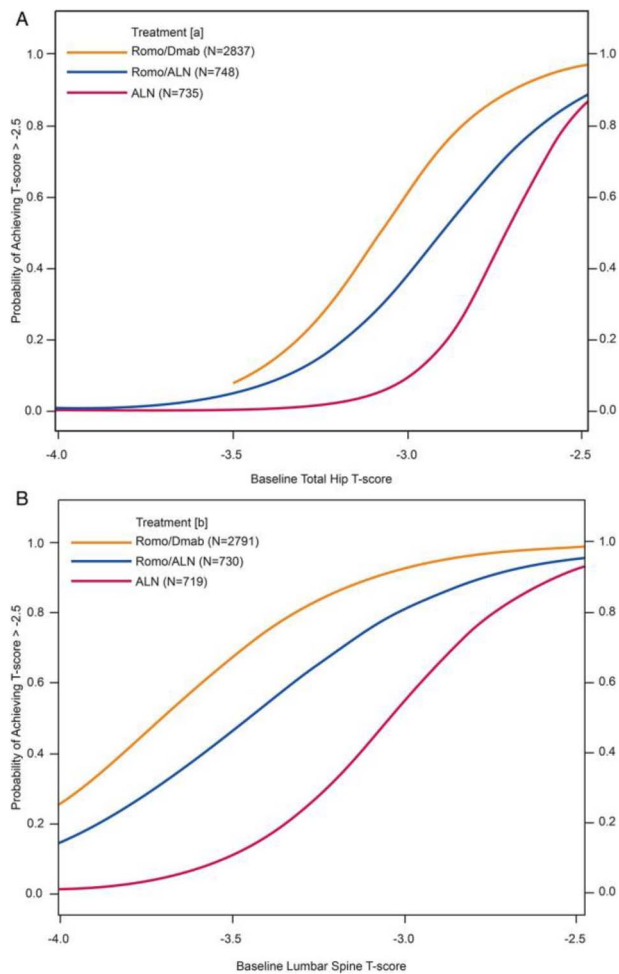 A
Treatment [a]
Romo/Dmab (N=2837)
Romo/ALN (N=748)
ALN (N=735)
Probability of Achieving T-score > -2.5
1.0
0.8
0.6
0.4
0.2
0.0
1.0
0.8
0.6
0.4
0.2
0.0
-4.0 -3.5 -3.0 -2.5
Baseline Total Hip T-score
B
Treatment [b]
Romo/Dmab (N=2791)
Romo/ALN (N=730)
ALN (N=719)
Probability of Achieving T-score > -2.5
1.0
0.8
0.6
0.4
0.2
0.0
1.0
0.8
0.6
0.4
0.2
0.0
-4.0 -3.5 -3.0 -2.5
Baseline Lumbar Spine T-score